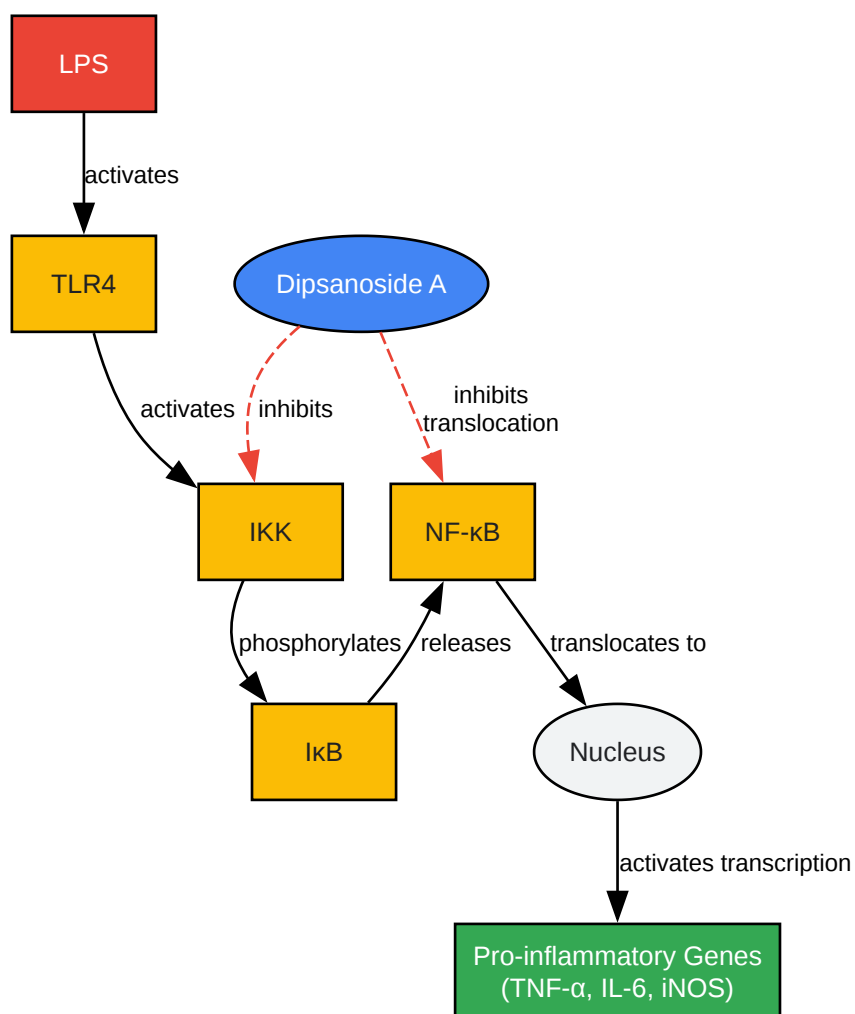 LPS
activates
TLR4
Dipsanoside A
activates
inhibits
inhibits
translocation
IKK
NF-κB
phosphorylates
releases
translocates to
IκB
Nucleus
activates transcription
Pro-inflammatory Genes
(TNF-α, IL-6, iNOS)